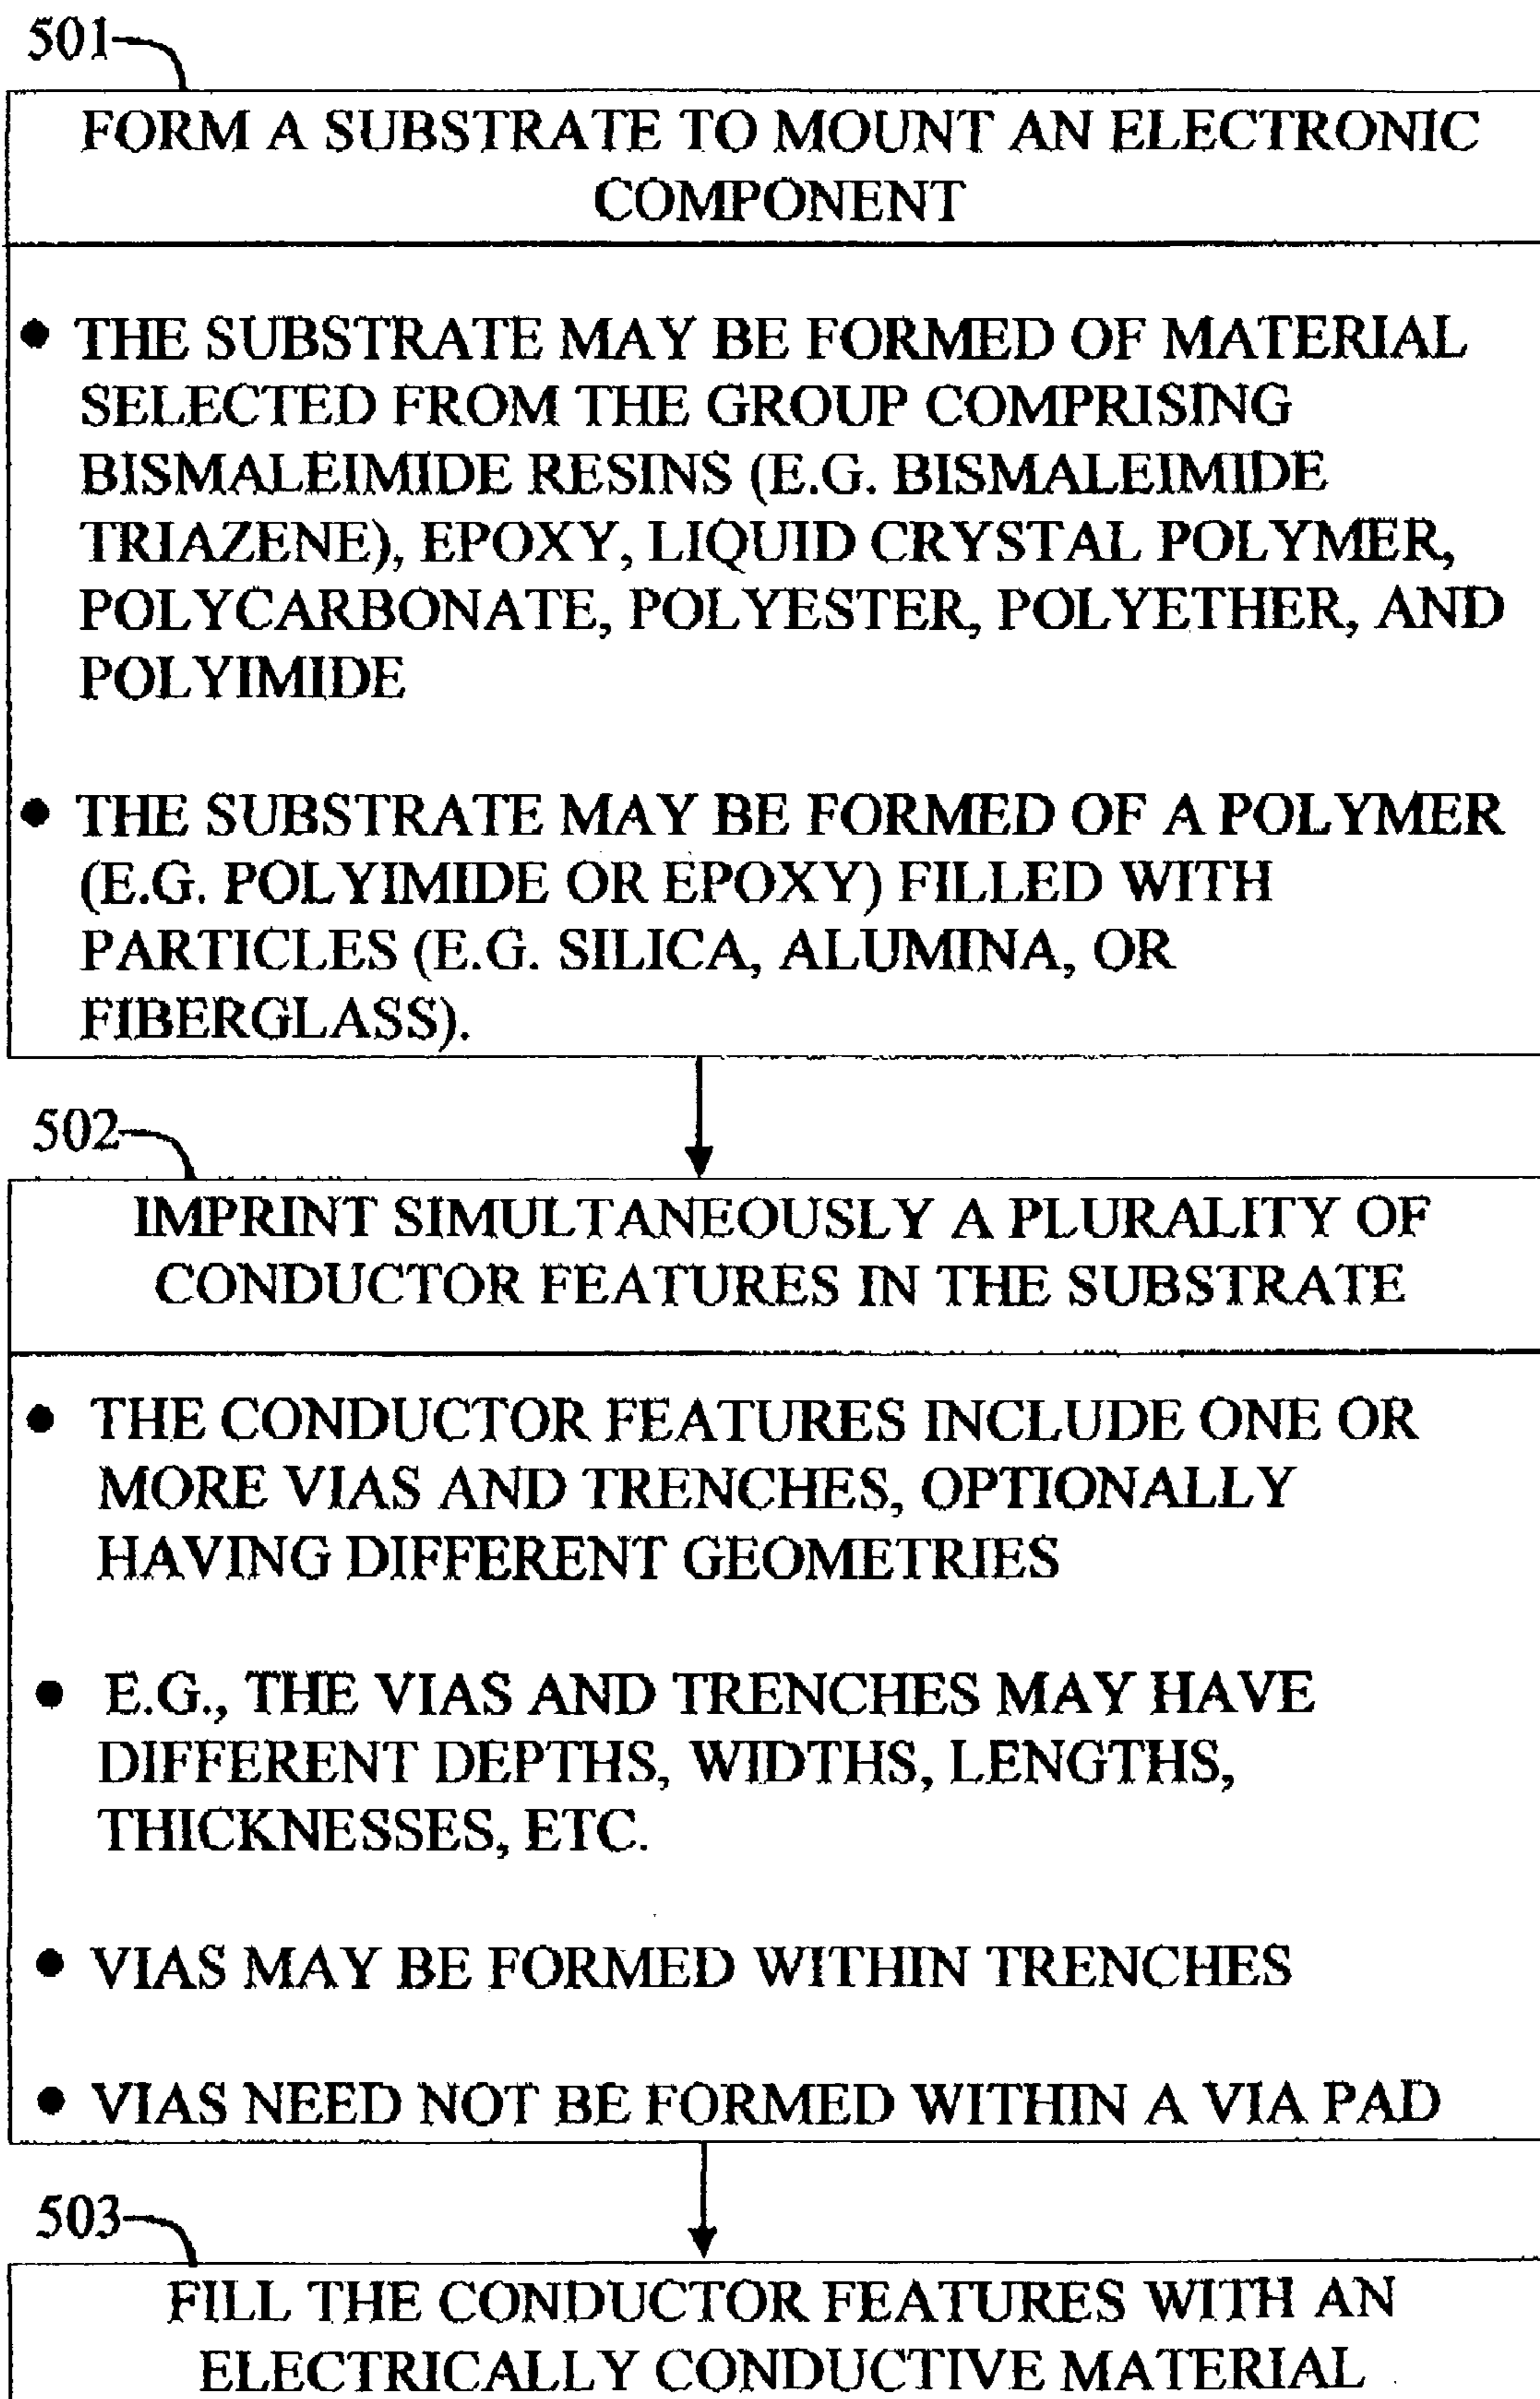 501
FORM A SUBSTRATE TO MOUNT AN ELECTRONIC
COMPONENT
● THE SUBSTRATE MAY BE FORMED OF MATERIAL
SELECTED FROM THE GROUP COMPRISING
BISMALEIMIDE RESINS (E.G. BISMALEIMIDE
TRIAZENE), EPOXY, LIQUID CRYSTAL POLYMER,
POLYCARBONATE, POLYESTER, POLYETHER, AND
POLYIMIDE
● THE SUBSTRATE MAY BE FORMED OF A POLYMER
(E.G. POLYIMIDE OR EPOXY) FILLED WITH
PARTICLES (E.G. SILICA, ALUMINA, OR
FIBERGLASS).
502
IMPRINT SIMULTANEOUSLY A PLURALITY OF
CONDUCTOR FEATURES IN THE SUBSTRATE
● THE CONDUCTOR FEATURES INCLUDE ONE OR
MORE VIAS AND TRENCHES, OPTIONALLY
HAVING DIFFERENT GEOMETRIES
● E.G., THE VIAS AND TRENCHES MAY HAVE
DIFFERENT DEPTHS, WIDTHS, LENGTHS,
THICKNESSES, ETC.
● VIAS MAY BE FORMED WITHIN TRENCHES
● VIAS NEED NOT BE FORMED WITHIN A VIA PAD
503
FILL THE CONDUCTOR FEATURES WITH AN
ELECTRICALLY CONDUCTIVE MATERIAL